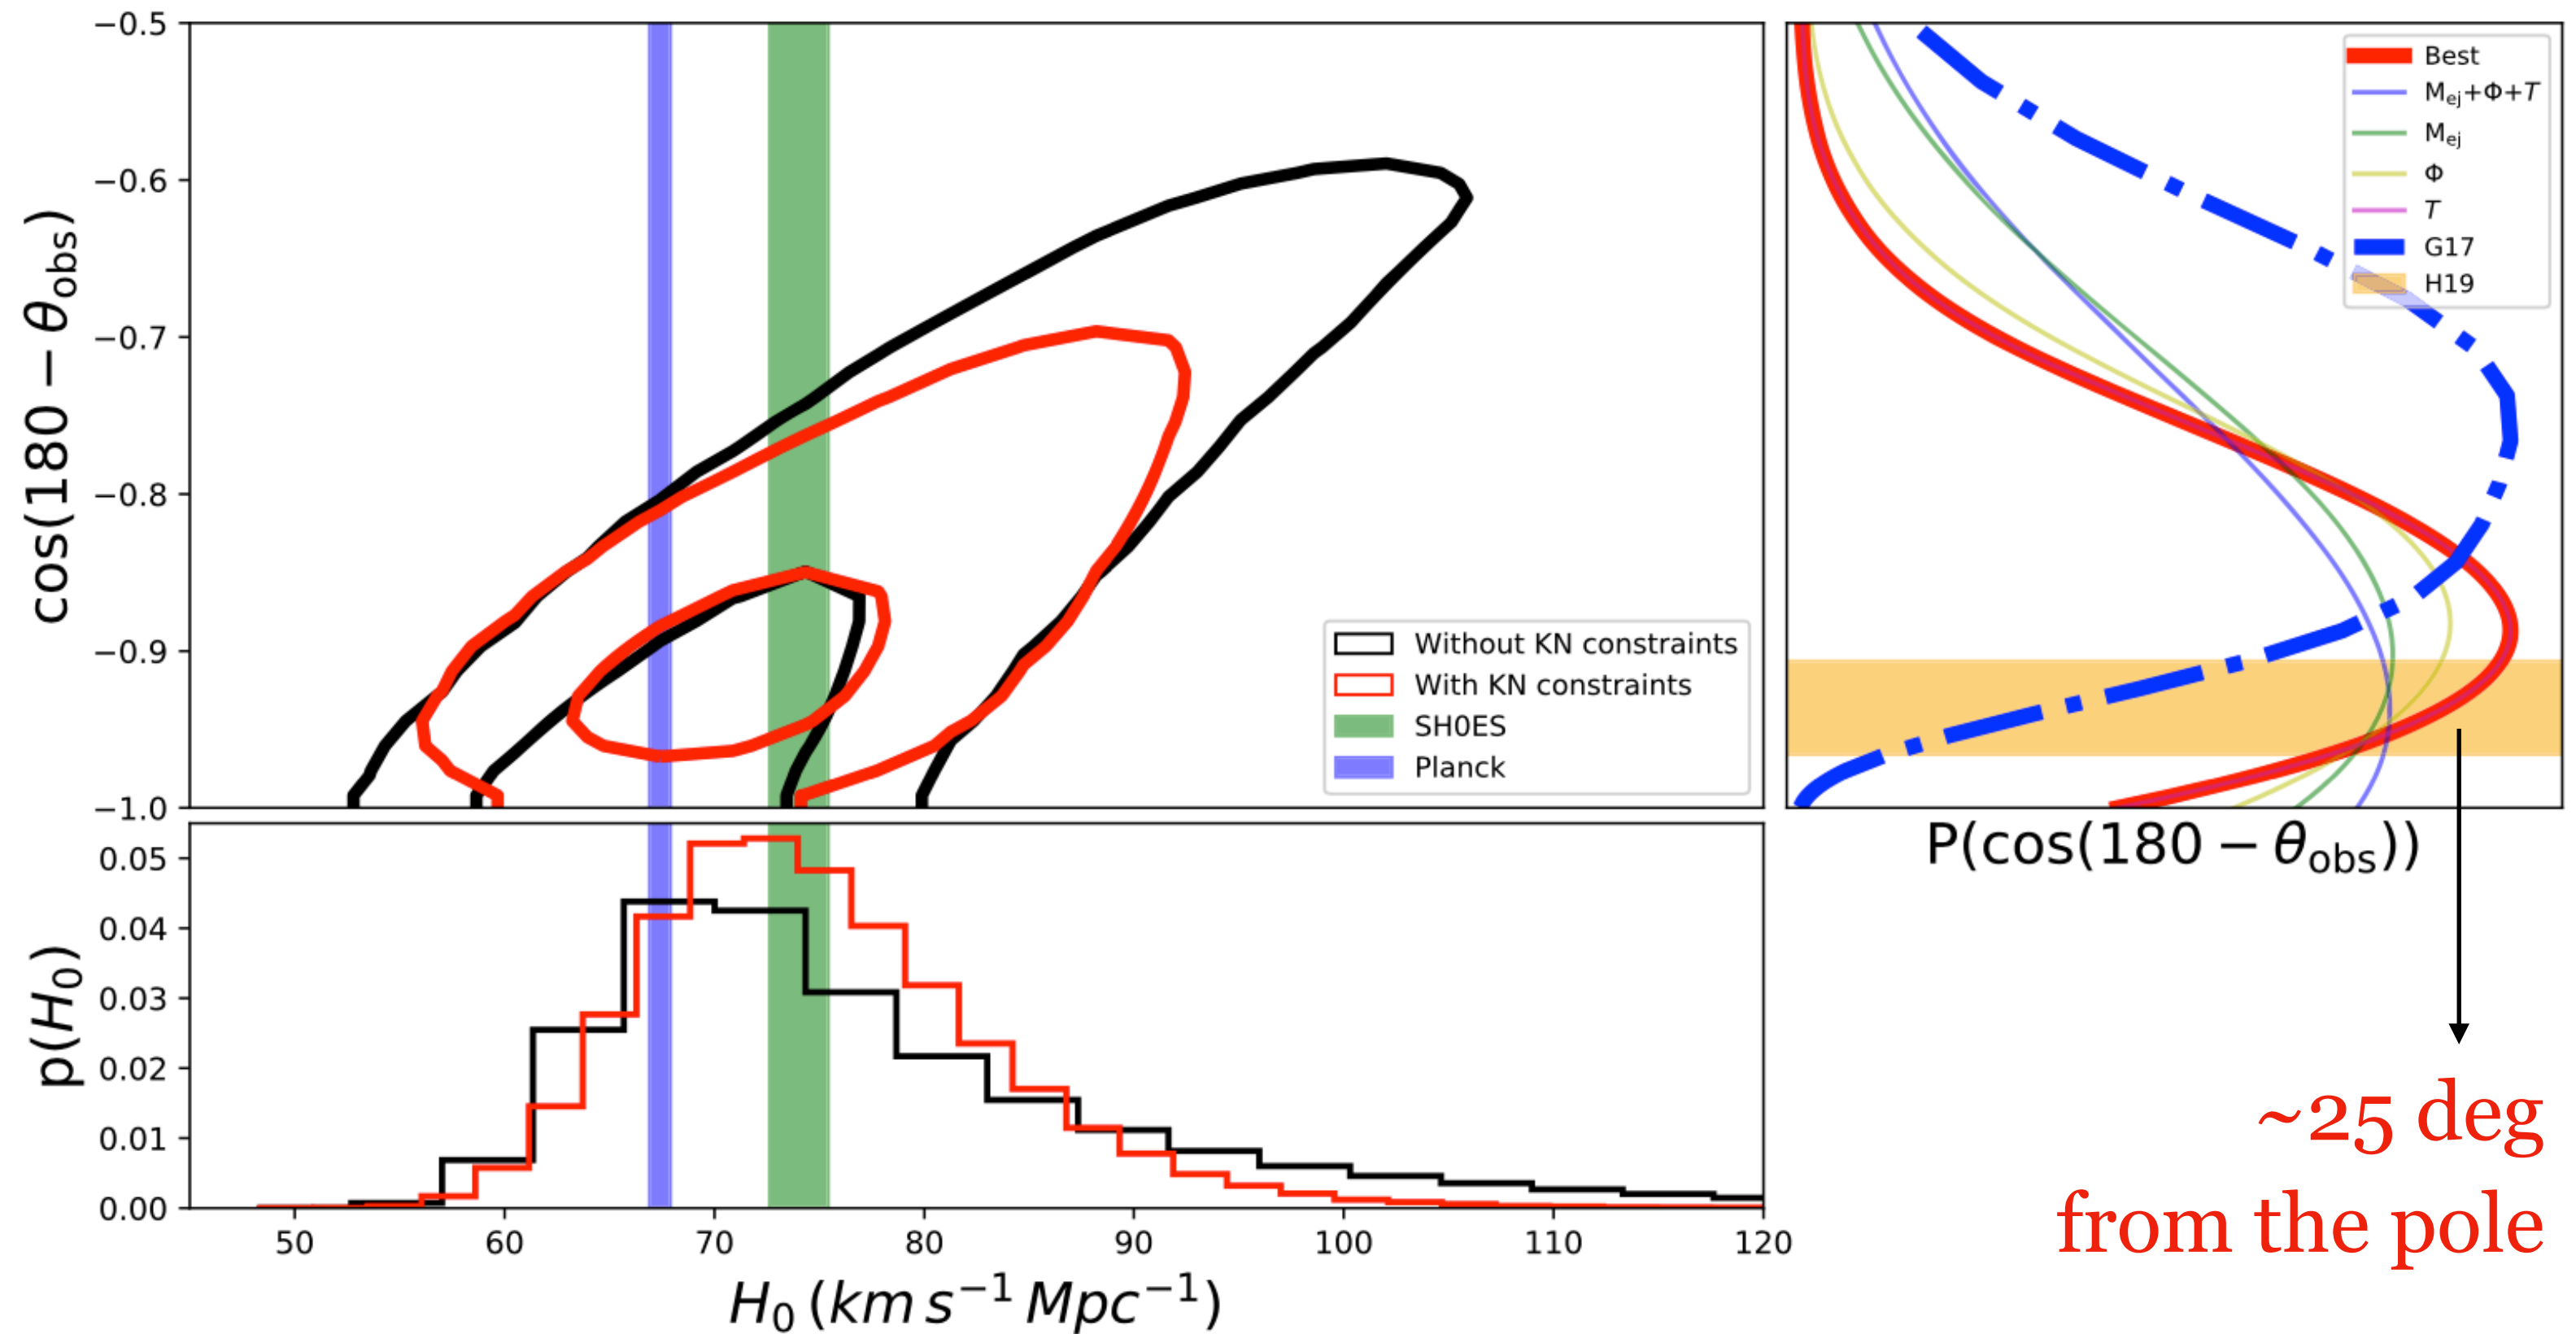 −0.5
−0.6
−0.7
−0.8
−0.9
−1.0
cos(180 − θobs)
Without KN constraints
With KN constraints
SH0ES
Planck
Best
Mej+Φ+T
Mej
Φ
T
G17
H19
P(cos(180 − θobs))
0.05
0.04
0.03
0.02
0.01
0.00
p(H0)
50 60 70 80 90 100 110 120
H0 (km s−1 Mpc−1)
~25 deg
from the pole